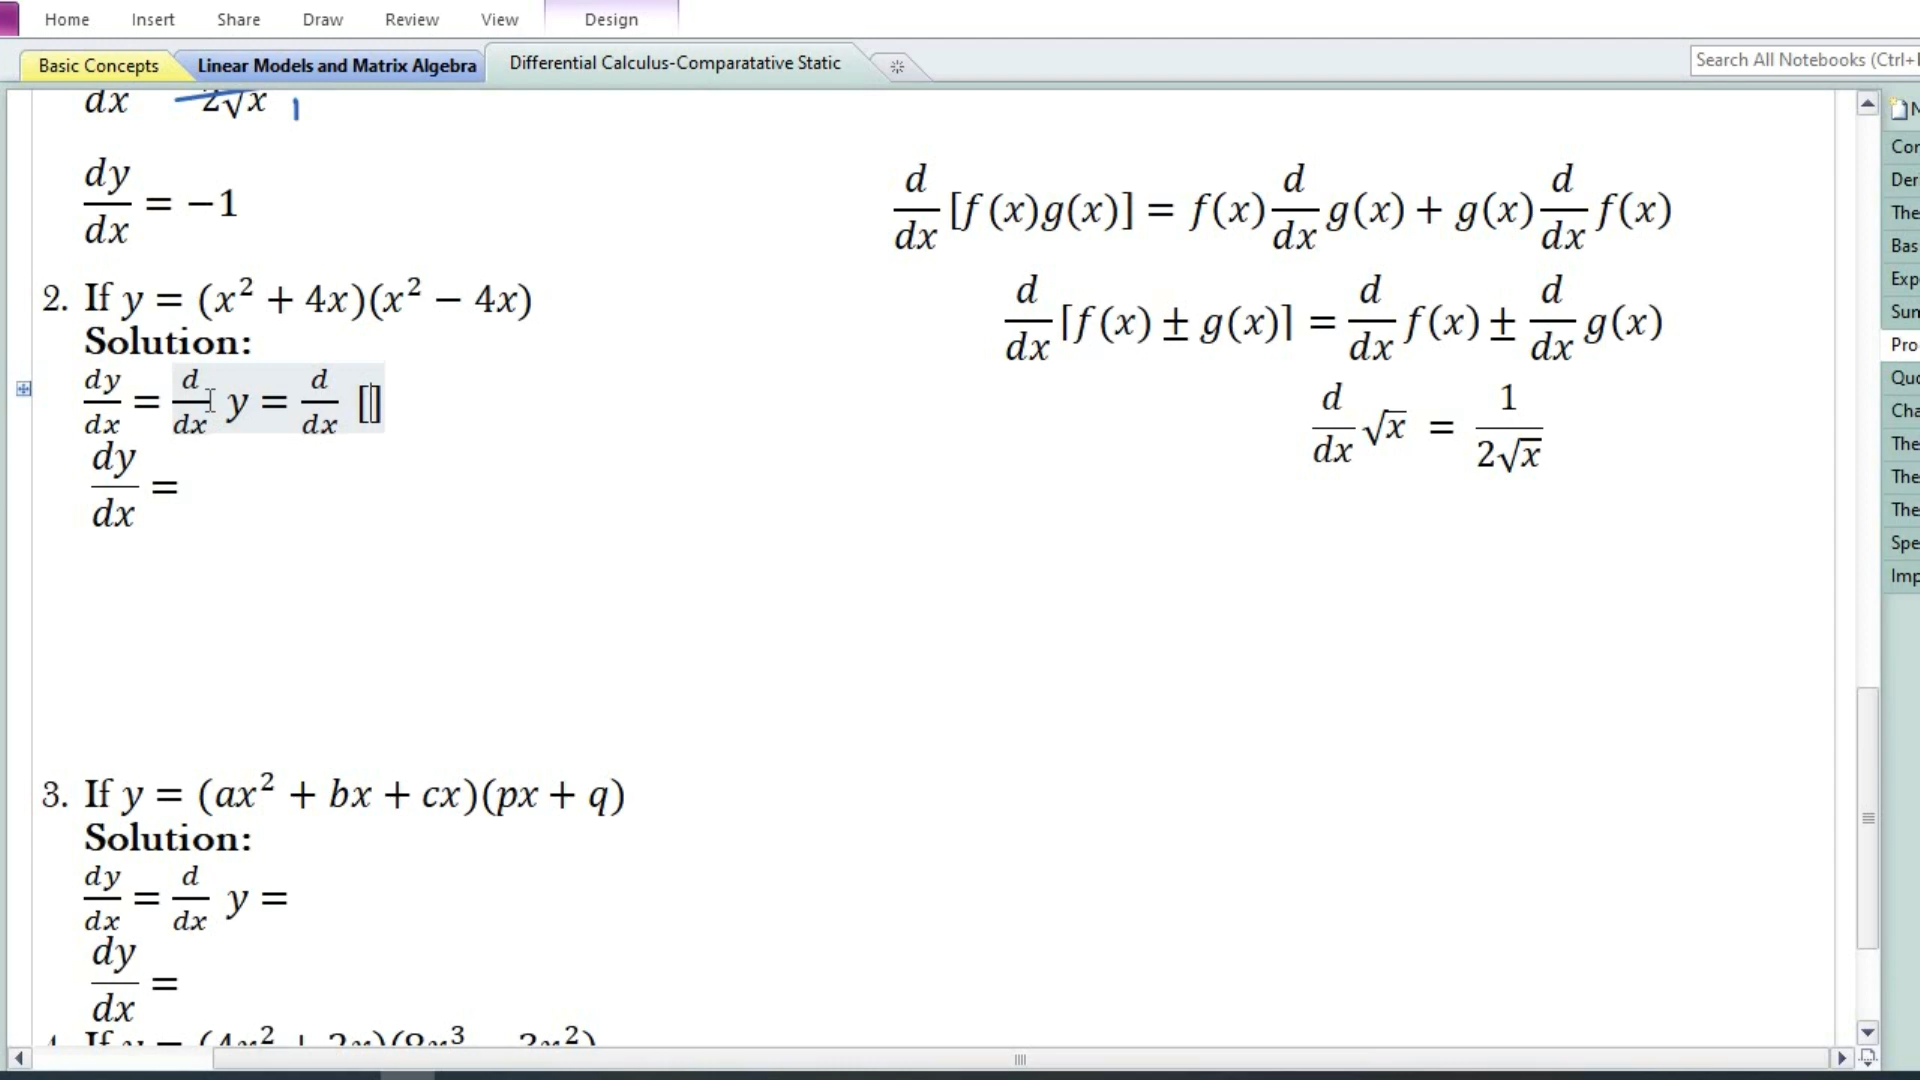 Home Insert Share Draw Review View Design
Basic Concepts Linear Models and Matrix Algebra Differential Calculus-Comparatative Static
Search All Notebooks (Ctrl+
dx 2√x 1
dy/dx = −1
d/dx [f(x)g(x)] = f(x) d/dx g(x) + g(x) d/dx f(x)
2. If y = (x² + 4x)(x² − 4x)
d/dx [f(x) ± g(x)] = d/dx f(x) ± d/dx g(x)
Solution:
dy/dx = d/dx y = d/dx []
d/dx √x = 1/2√x
dy/dx =
3. If y = (ax² + bx + cx)(px + q)
Solution:
dy/dx = d/dx y =
dy/dx =
Cor
Der
The
Bas
Exp
Sun
Pro
Quo
Cha
The
The
The
Spe
Imp